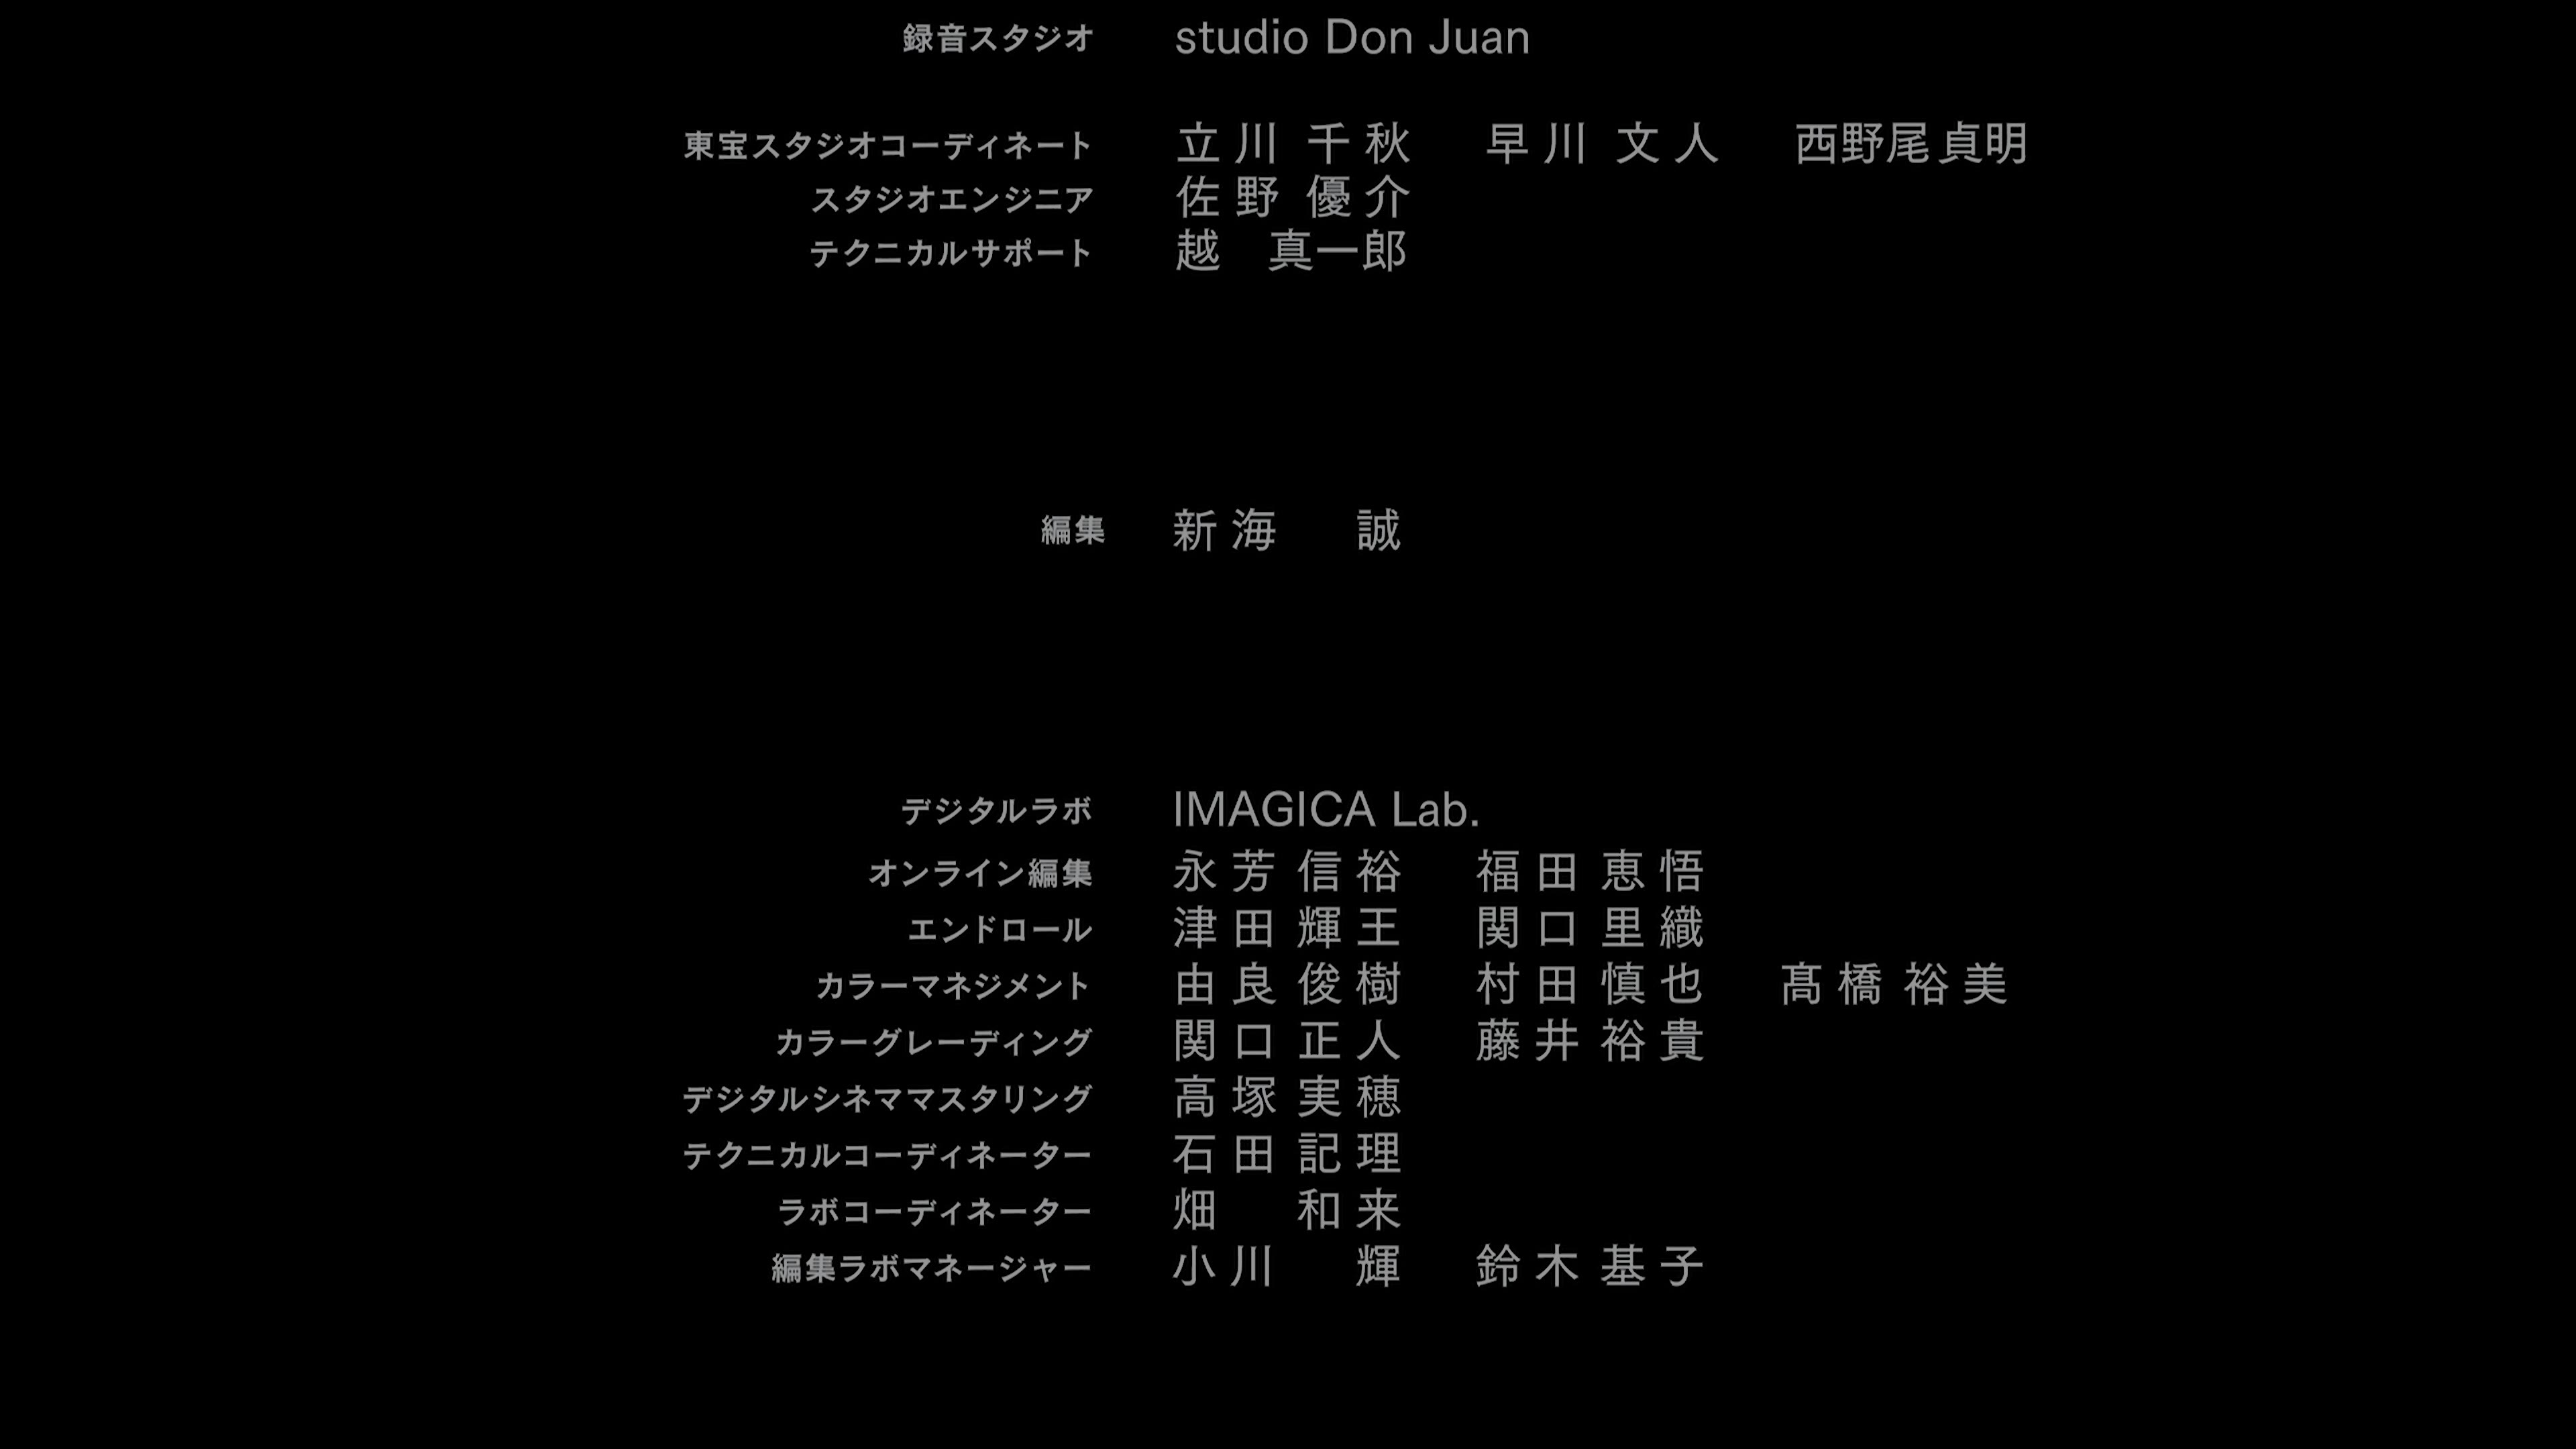 録音スタジオ studio Don Juan
東宝スタジオコーディネート 立川千秋 早川文人 西野尾貞明
スタジオエンジニア 佐野優介
テクニカルサポート 越 真一郎
編集 新海 誠
デジタルラボ IMAGICA Lab.
オンライン編集 永芳信裕 福田恵悟
エンドロール 津田輝王 関口里織
カラーマネジメント 由良俊樹 村田慎也 髙橋裕美
カラーグレーディング 関口正人 藤井裕貴
デジタルシネママスタリング 高塚実穂
テクニカルコーディネーター 石田記理
ラボコーディネーター 畑 和来
編集ラボマネージャー 小川 輝 鈴木基子